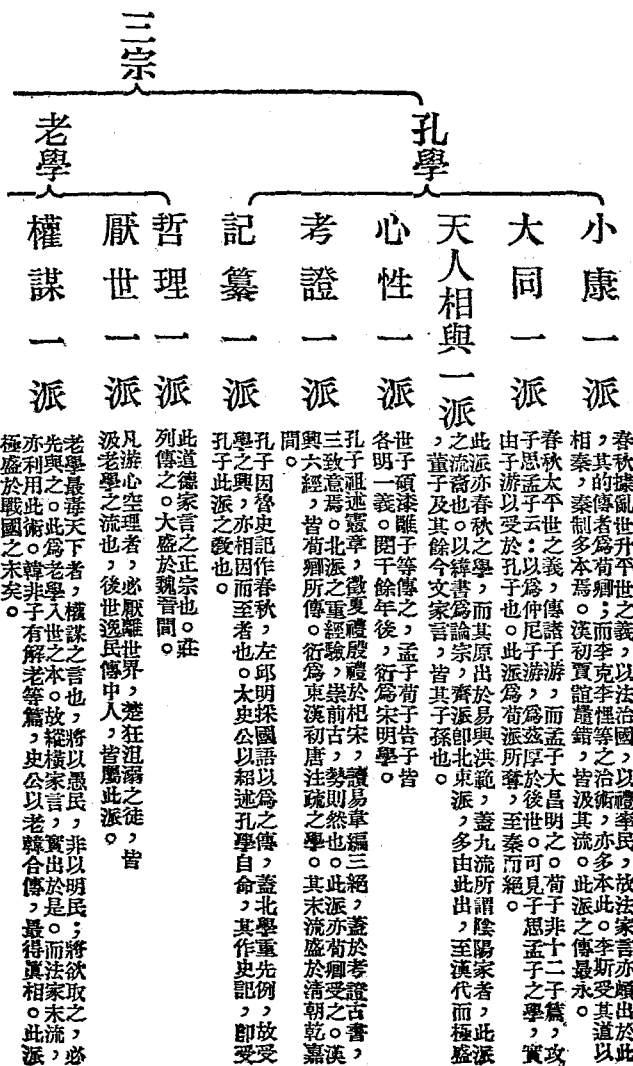 三宗
孔學
小康一派
春秋據亂世升平世之義，以法治國，以禮率民，故法家言亦頗出於此
，其的傳者爲荀卿；而李克李悝等之治術，亦多本此。李斯受其道以
相秦，秦制多本焉。漢初賈誼鼂錯，皆汲其流。此派之傳最永。
大同一派
春秋太平世之義，傳諸子游，而孟子大昌明之。荀子非十二子篇，攻
子思孟子云：以爲仲尼子游，爲茲厚於後世。可見子思孟子之學，實
由子游以受於孔子也。此派爲荀派所奪，至秦而絕。
天人相與一派
此派亦春秋之學，而其原出於易與洪範，蓋九流所謂陰陽家者，此派
之流裔也。以緯書爲論宗，齊派卽北東派，多由此出，至漢代而極盛
，董子及其餘今文家言，皆其子孫也。
心性一派
世子碩漆雕子等傳之，孟子荀子告子皆
各明一義。閱千餘年後，衍爲宋明學。
考證一派
孔子祖述憲章，徵夏禮殷禮於杞宋，讀易韋編三絕，蓋於考證古書，
三致意焉。北派之重經驗，崇前古，勢則然也。此派亦荀卿受之。漢
興六經，皆荀卿所傳。衍爲東漢初唐注疏之學。其末流盛於清朝乾嘉
間。
記纂一派
孔子因魯史記作春秋，左邱明採國語以爲之傳，蓋北學重先例，故受
學之興，亦相因而至者也。太史公以紹述孔學自命，其作史記，卽受
孔子此派之敎也。
老學
哲理一派
此道德家言之正宗也。莊
列傳之。大盛於魏晉間。
厭世一派
凡游心空理者，必厭離世界，楚狂沮溺之徒，皆
汲老學之流也，後世逸民傳中人，皆屬此派。
權謀一派
老學最毒天下者，權謀之言也，將以愚民，非以明民；將欲取之，必
先與之。此爲老學入世之本。故縱橫家言，實出於是。而法家末流，
亦利用此術。韓非子有解老等篇，史公以老韓合傳，最得眞相。此派
極盛於戰國之末矣。